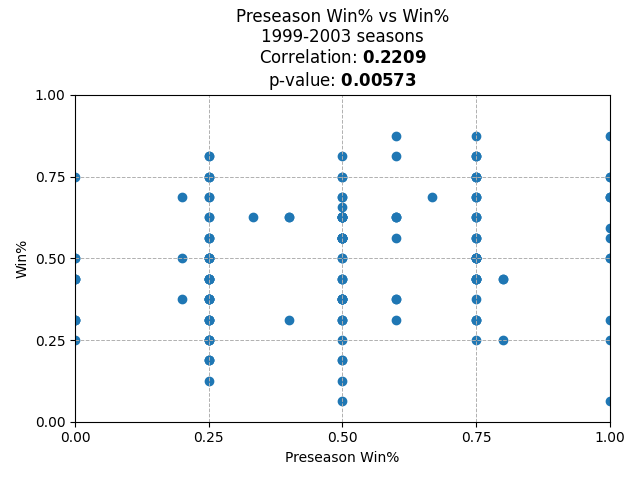 Preseason Win% vs Win%
1999-2003 seasons
Correlation: 0.2209
p-value: 0.00573
1.00
0.75
0.50
0.25
0.00
Win%
0.00 0.25 0.50 0.75 1.00
Preseason Win%